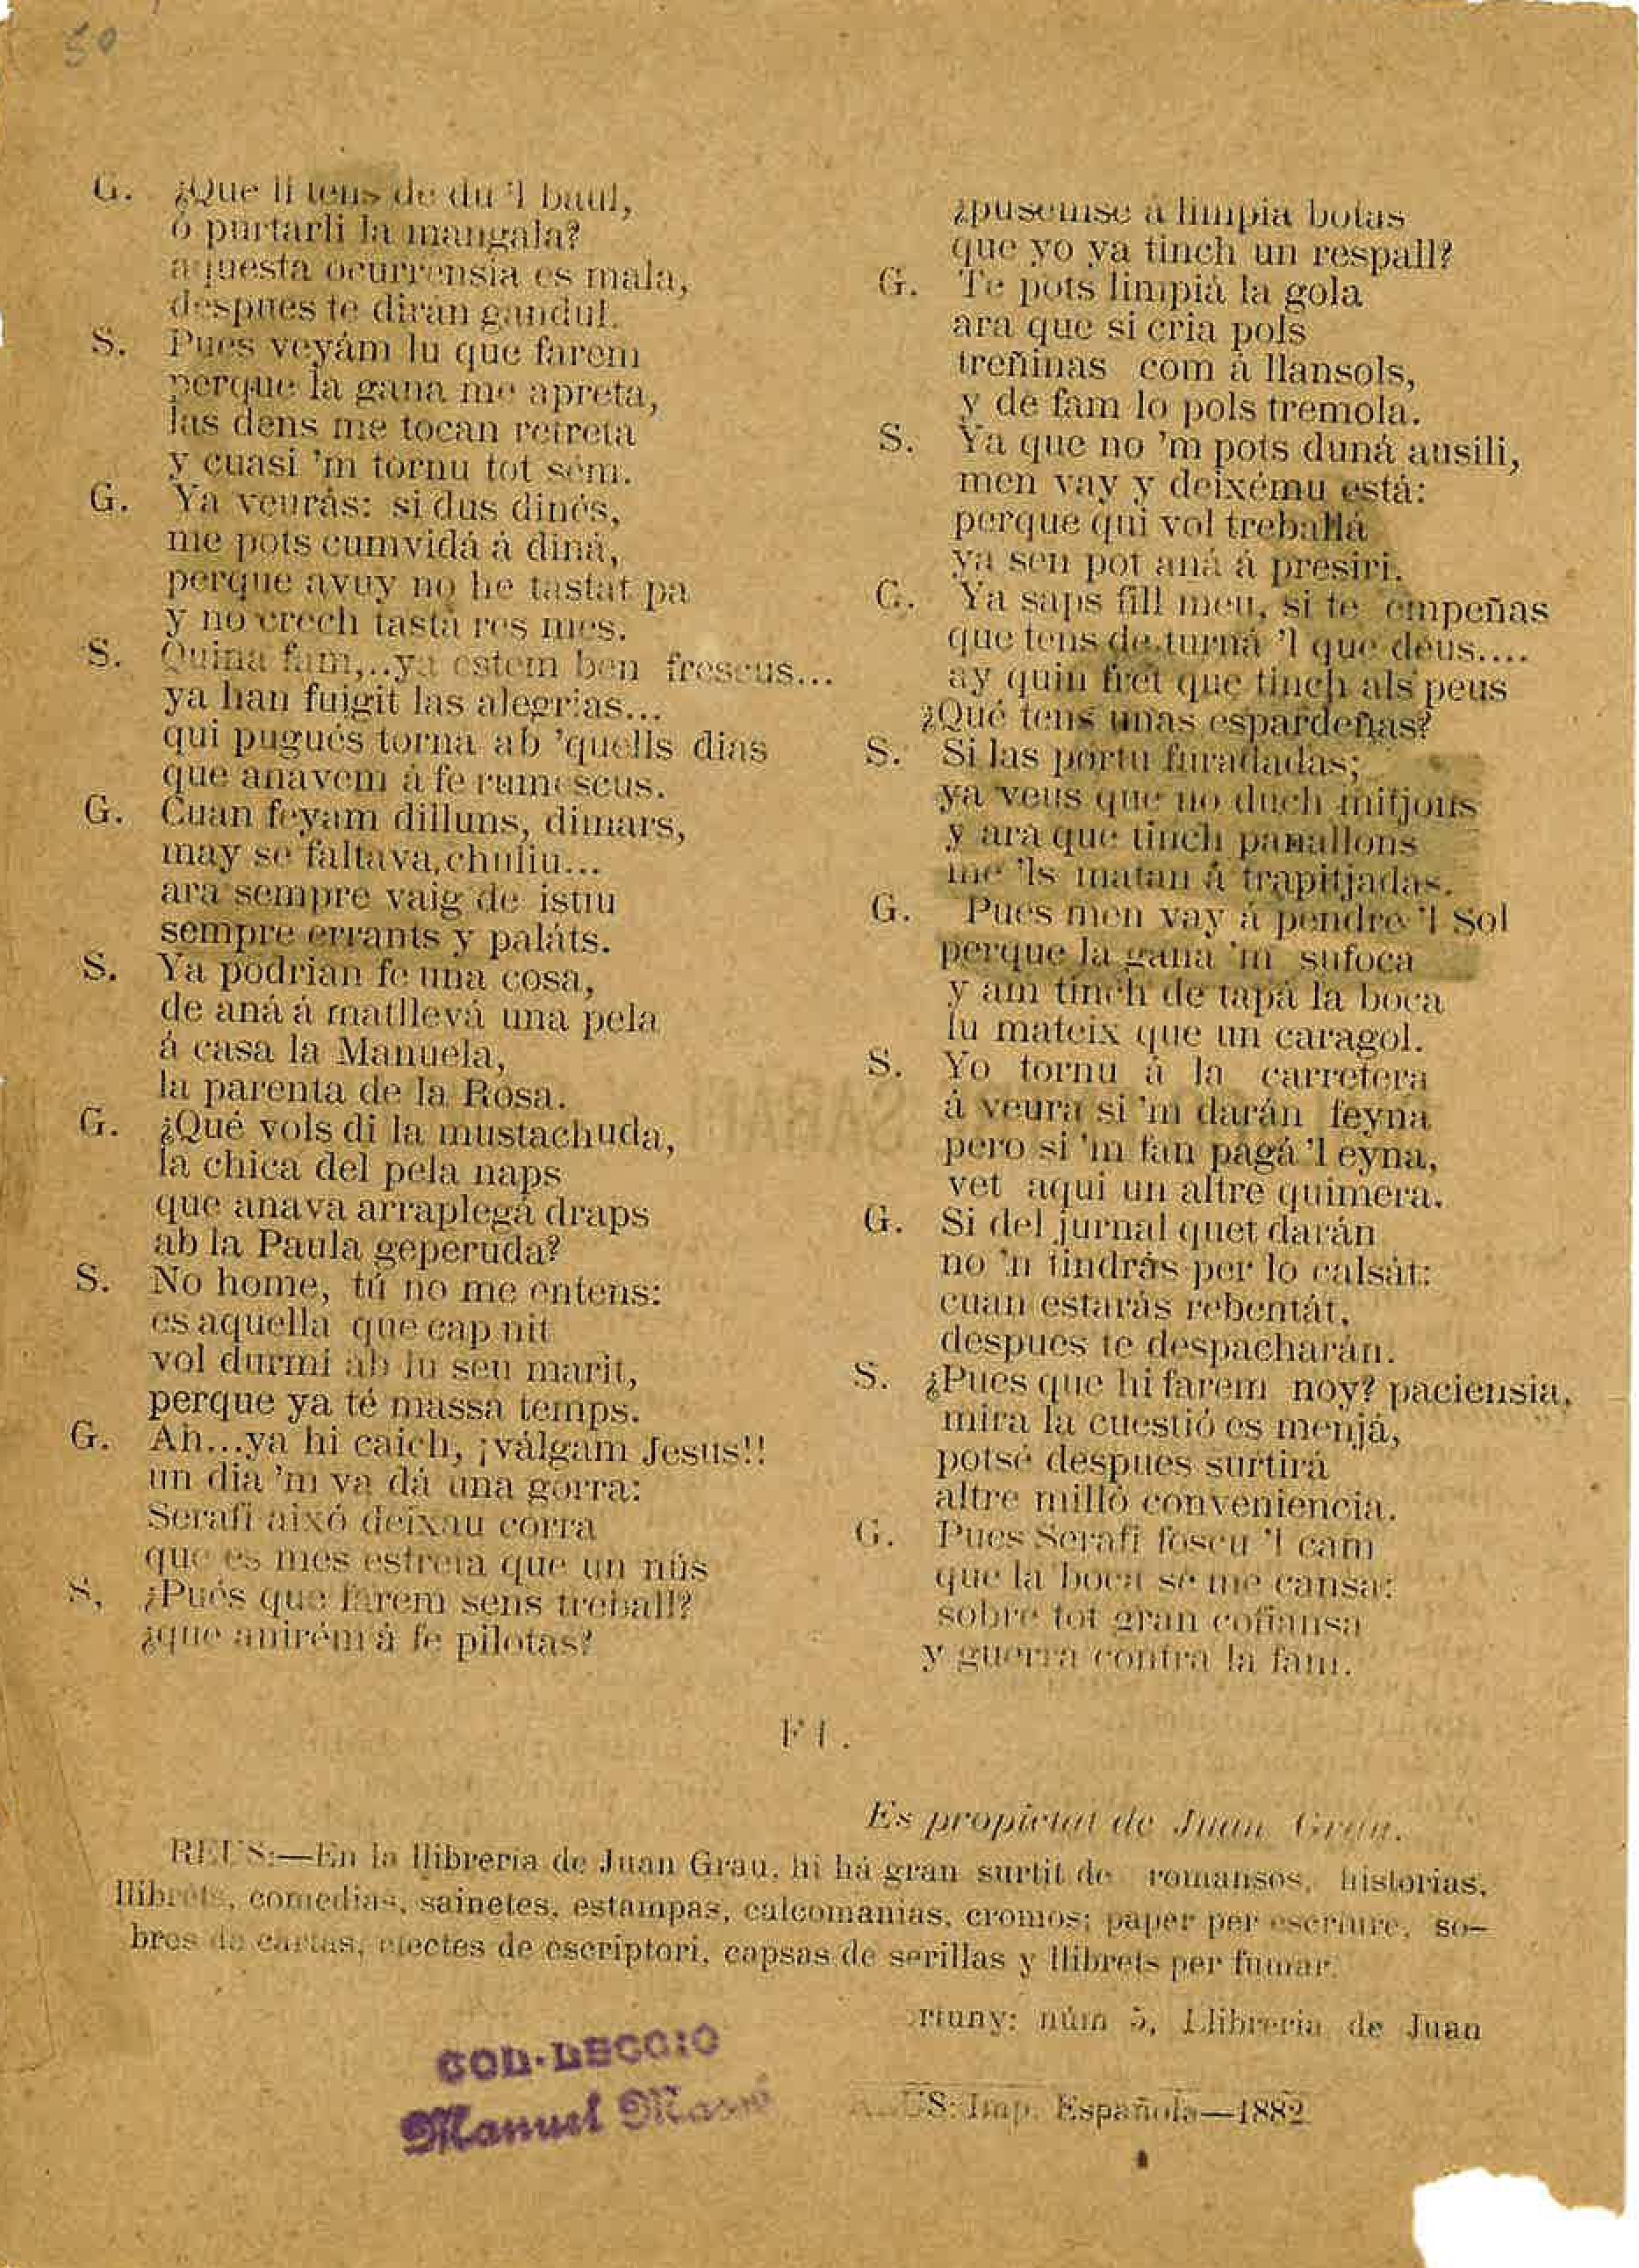 50
G. ¿Que li tens de du 'l baul,
ó purtarli la mangala?
aquesta ocurrensia es mala,
despues te dirán gandul.
S. Pues veyám lu que farem
perque la gana me apreta,
las dens me tocan retreta
y cuasi 'm tornu tot sém.
G. Ya veurás: si dus dinés,
me pots cumvidá á diná,
perque avuy no he tastat pa
y no crech tastá res mes.
S. Quina fam,..ya estem ben frescus...
ya han fuigit las alegrias...
qui pugués torna ab 'quells dias
que anavem á fe rumescus.
G. Cuan feyam dilluns, dimars,
may se faltava, chuliu...
ara sempre vaig de istiu
sempre errants y paláts.
S. Ya podrian fe una cosa,
de aná á matllevá una pela
á casa la Manuela,
la parenta de la Rosa.
G. ¿Qué vols di la mustachuda,
la chica del pela naps
que anava arraplegá draps
ab la Paula geperuda?
S. No home, tú no me entens:
es aquella que cap nit
vol durmi ab lu seu marit,
perque ya té massa temps.
G. Ah...ya hi caich, ¡válgam Jesus!!
un dia 'm va dá una gorra:
Serafi aixó deixau corra
que es mes estreta que un nús
S, ¿Pués que farem sens treball?
¿que anirém á fe pilotas?
¿pusemse á limpia botas
que yo ya tinch un respall?
G. Te pots limpiá la gola
ara que si cria pols
treñinas com á llansols,
y de fam lo pols tremola.
S. Ya que no 'm pots duná ausili,
men vay y deixému está:
perque qui vol treballá
ya sen pot aná á presiri.
G. Ya saps fill meu, si te empeñas
que tens de turná 'l que deus....
ay quin fret que tinch als peus
¿Qué tens unas espardeñas?
S. Si las portu furadadas;
ya veus que no duch mitjons
y ara que tinch panallons
me 'ls matan á trapitjadas.
G. Pues men vay á pendre 'l Sol
perque la gana 'm sufoca
y am tinch de tapá la boca
lu mateix que un caragol.
S. Yo tornu á la carretera
á veura si 'm darán feyna
pero si 'm fan pagá 'l eyna,
vet aqui un altre quimera.
G. Si del jurnal quet darán
no 'n tindrás per lo calsát:
cuan estarás rebentát,
despues te despacharán.
S. ¿Pues que hi farem noy? paciensia,
mira la cuestió es menjá,
potsé despues surtirá
altre milló conveniencia.
G. Pues Serafi foscu 'l cam
que la boca se me cansa:
sobre tot gran cofiansa
y guerra contra la fam.
FI.
Es propietat de Juan Grau.
REUS:—En la llibreria de Juan Grau, hi há gran surtit de romansos, historias,
llibrets, comedias, sainetes, estampas, calcomanias, cromos; paper per escriure, so-
bres de cartas, efectes de escriptori, capsas de serillas y llibrets per fumar.
rtuny: núm 5, Llibreria de Juan
COL·LECCIO
Manuel
US: Imp. Española—1882